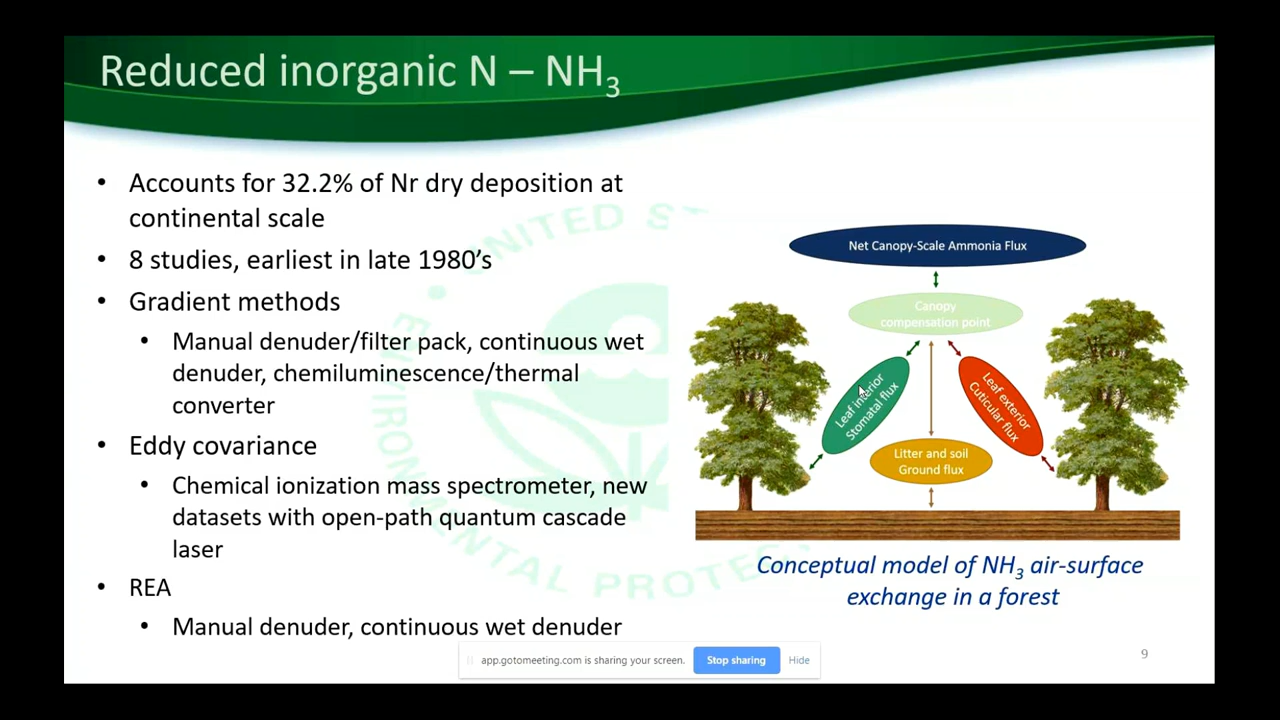 Reduced inorganic N – NH₃
• Accounts for 32.2% of Nr dry deposition at
continental scale
• 8 studies, earliest in late 1980's
• Gradient methods
• Manual denuder/filter pack, continuous wet
denuder, chemiluminescence/thermal
converter
• Eddy covariance
• Chemical ionization mass spectrometer, new
datasets with open-path quantum cascade
laser
• REA
• Manual denuder, continuous wet denuder
UNITED S
ENVIRONMENTAL PROTEC
Net Canopy-Scale Ammonia Flux
Canopy
compensation point
Leaf interior
Stomatal flux
Leaf exterior
Cuticular flux
Litter and soil
Ground flux
Conceptual model of NH₃ air-surface
exchange in a forest
app.gotomeeting.com is sharing your screen.
Stop sharing
Hide
9